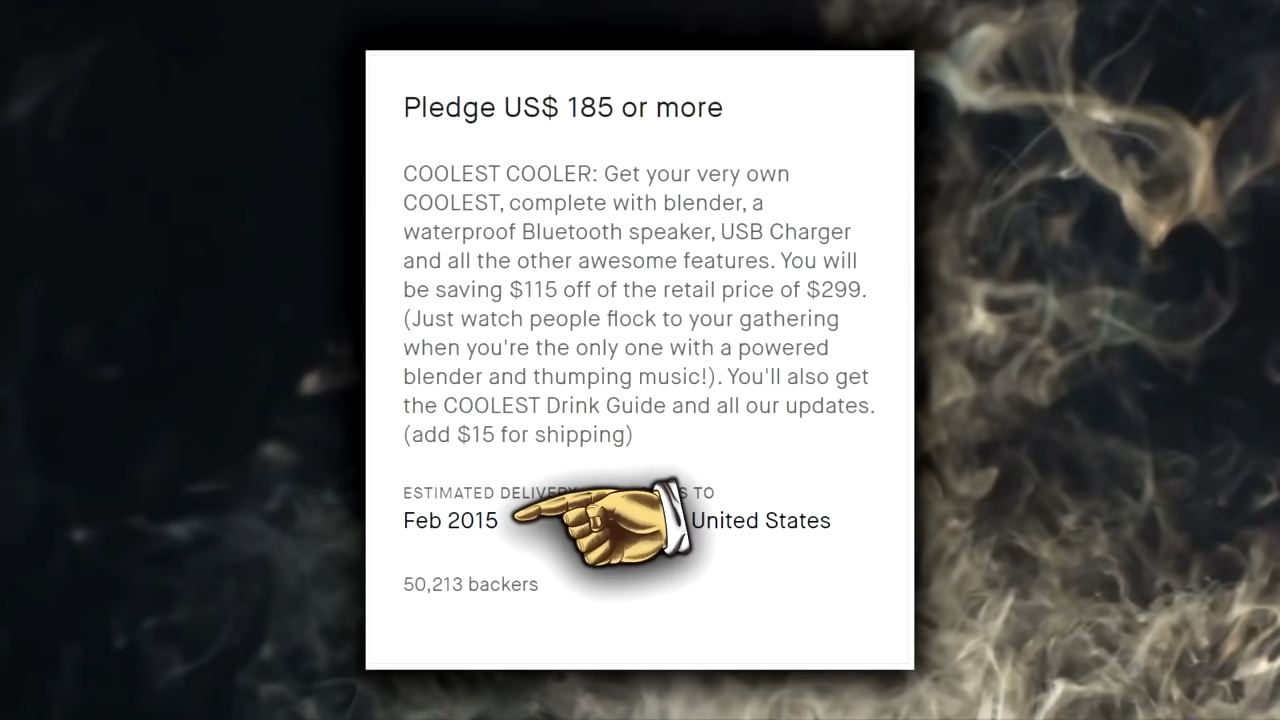 Pledge US$ 185 or more
COOLEST COOLER: Get your very own
COOLEST, complete with blender, a
waterproof Bluetooth speaker, USB Charger
and all the other awesome features. You will
be saving $115 off of the retail price of $299.
(Just watch people flock to your gathering
when you're the only one with a powered
blender and thumping music!). You'll also get
the COOLEST Drink Guide and all our updates.
(add $15 for shipping)
ESTIMATED DELIVERY TO
Feb 2015 United States
50,213 backers